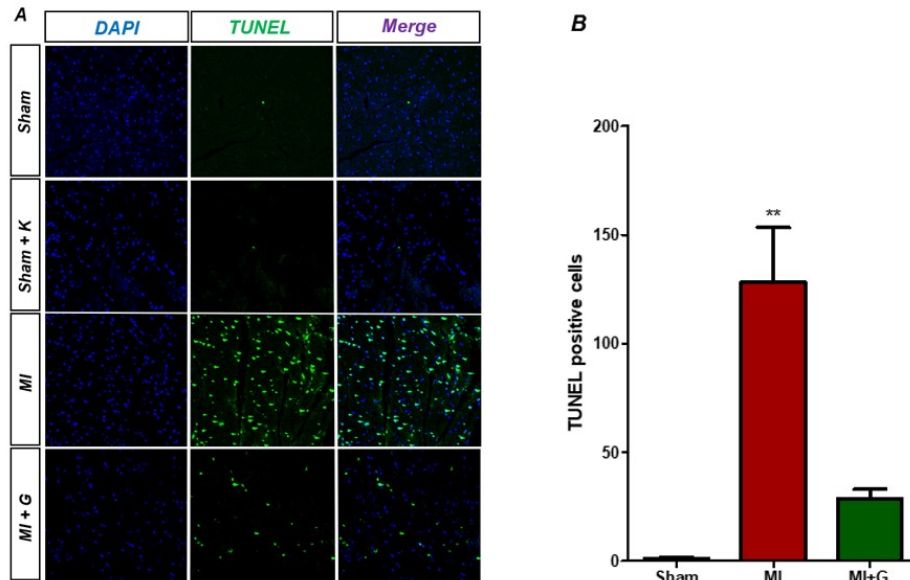 A
DAPI TUNEL Merge
Sham
Sham + K
MI
MI + G
B
200
150
100
50
0
TUNEL positive cells
**
Sham MI MI+G